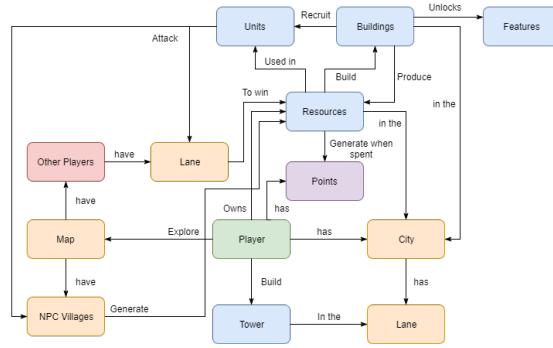 Unlocks
Units
Recruit
Buildings
Features
Attack
Used in
Build
Produce
To win
Resources
in the
in the
Other Players
have
Lane
Generate when
spent
Points
have
Owns
has
Map
Explore
Player
has
City
have
Build
has
NPC Villages
Generate
Tower
In the
Lane